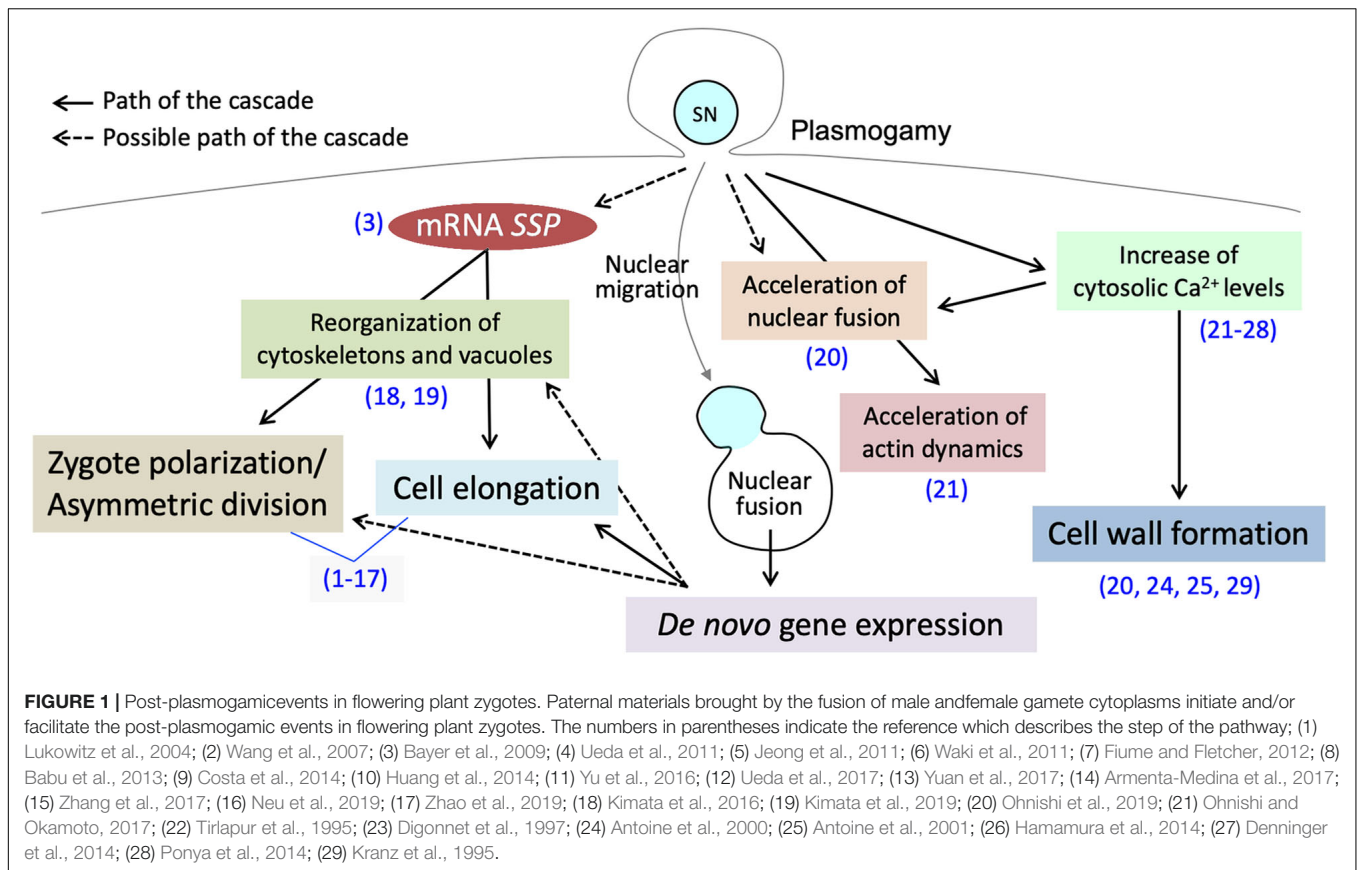 Path of the cascade
Possible path of the cascade
SN
Plasmogamy
(3)
mRNA SSP
Nuclear
migration
Acceleration of
nuclear fusion
(20)
Increase of
cytosolic Ca²⁺ levels
(21-28)
Reorganization of
cytoskeletons and vacuoles
(18, 19)
Acceleration of
actin dynamics
(21)
Zygote polarization/
Asymmetric division
Cell elongation
(1-17)
Nuclear
fusion
Cell wall formation
(20, 24, 25, 29)
De novo gene expression
FIGURE 1 | Post-plasmogamicevents in flowering plant zygotes. Paternal materials brought by the fusion of male andfemale gamete cytoplasms initiate and/or
facilitate the post-plasmogamic events in flowering plant zygotes. The numbers in parentheses indicate the reference which describes the step of the pathway; (1)
Lukowitz et al., 2004; (2) Wang et al., 2007; (3) Bayer et al., 2009; (4) Ueda et al., 2011; (5) Jeong et al., 2011; (6) Waki et al., 2011; (7) Fiume and Fletcher, 2012; (8)
Babu et al., 2013; (9) Costa et al., 2014; (10) Huang et al., 2014; (11) Yu et al., 2016; (12) Ueda et al., 2017; (13) Yuan et al., 2017; (14) Armenta-Medina et al., 2017;
(15) Zhang et al., 2017; (16) Neu et al., 2019; (17) Zhao et al., 2019; (18) Kimata et al., 2016; (19) Kimata et al., 2019; (20) Ohnishi et al., 2019; (21) Ohnishi and
Okamoto, 2017; (22) Tirlapur et al., 1995; (23) Digonnet et al., 1997; (24) Antoine et al., 2000; (25) Antoine et al., 2001; (26) Hamamura et al., 2014; (27) Denninger
et al., 2014; (28) Ponya et al., 2014; (29) Kranz et al., 1995.